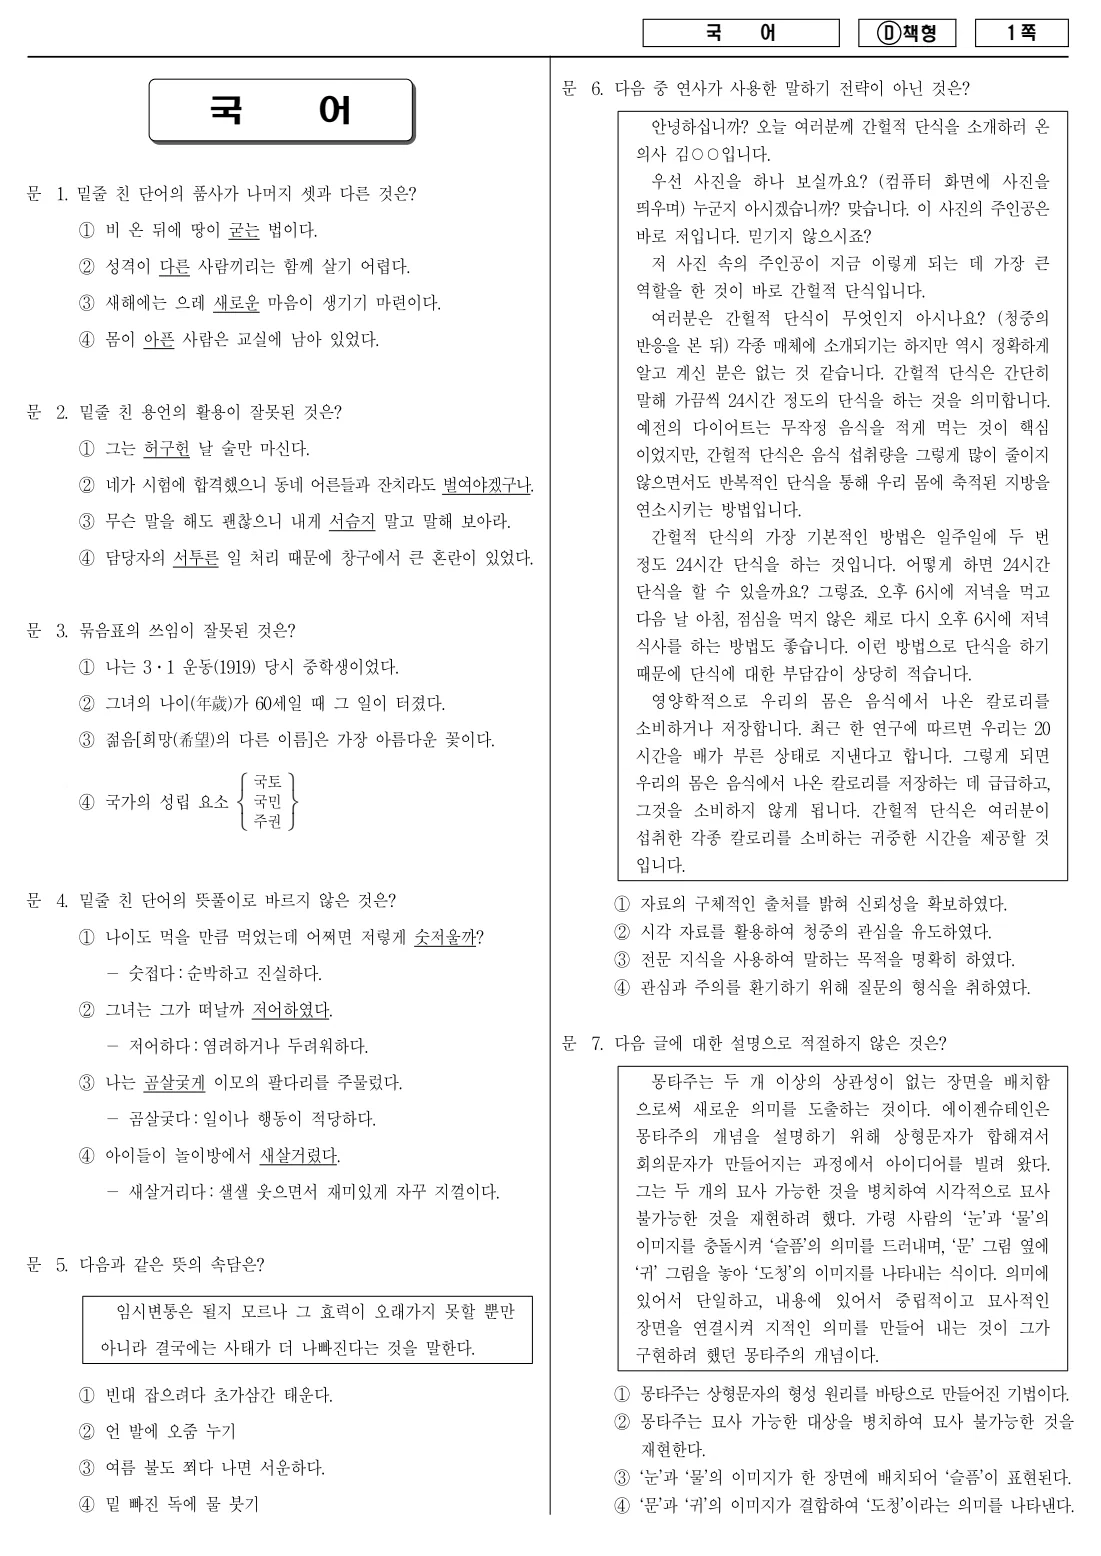 국 어
Ⓓ책형
1 쪽
국 어
문 1. 밑줄 친 단어의 품사가 나머지 셋과 다른 것은?
① 비 온 뒤에 땅이 굳는 법이다.
② 성격이 다른 사람끼리는 함께 살기 어렵다.
③ 새해에는 으레 새로운 마음이 생기기 마련이다.
④ 몸이 아픈 사람은 교실에 남아 있었다.
문 2. 밑줄 친 용언의 활용이 잘못된 것은?
① 그는 허구헌 날 술만 마신다.
② 네가 시험에 합격했으니 동네 어른들과 잔치라도 벌여야겠구나.
③ 무슨 말을 해도 괜찮으니 내게 서슴지 말고 말해 보아라.
④ 담당자의 서투른 일 처리 때문에 창구에서 큰 혼란이 있었다.
문 3. 묶음표의 쓰임이 잘못된 것은?
① 나는 3·1 운동(1919) 당시 중학생이었다.
② 그녀의 나이(年歲)가 60세일 때 그 일이 터졌다.
③ 젊음[희망(希望)의 다른 이름]은 가장 아름다운 꽃이다.
④ 국가의 성립 요소 {국토
국민
주권}
문 4. 밑줄 친 단어의 뜻풀이로 바르지 않은 것은?
① 나이도 먹을 만큼 먹었는데 어쩌면 저렇게 숫저울까?
- 숫접다 : 순박하고 진실하다.
② 그녀는 그가 떠날까 저어하였다.
- 저어하다 : 염려하거나 두려워하다.
③ 나는 곰살궂게 이모의 팔다리를 주물렀다.
- 곰살궂다 : 일이나 행동이 적당하다.
④ 아이들이 놀이방에서 새살거렸다.
- 새살거리다 : 샐샐 웃으면서 재미있게 자꾸 지껄이다.
문 5. 다음과 같은 뜻의 속담은?
임시변통은 될지 모르나 그 효력이 오래가지 못할 뿐만
아니라 결국에는 사태가 더 나빠진다는 것을 말한다.
① 빈대 잡으려다 초가삼간 태운다.
② 언 발에 오줌 누기
③ 여름 불도 쬐다 나면 서운하다.
④ 밑 빠진 독에 물 붓기
문 6. 다음 중 연사가 사용한 말하기 전략이 아닌 것은?
안녕하십니까? 오늘 여러분께 간헐적 단식을 소개하러 온
의사 김○○입니다.
우선 사진을 하나 보실까요? (컴퓨터 화면에 사진을
띄우며) 누군지 아시겠습니까? 맞습니다. 이 사진의 주인공은
바로 저입니다. 믿기지 않으시죠?
저 사진 속의 주인공이 지금 이렇게 되는 데 가장 큰
역할을 한 것이 바로 간헐적 단식입니다.
여러분은 간헐적 단식이 무엇인지 아시나요? (청중의
반응을 본 뒤) 각종 매체에 소개되기는 하지만 역시 정확하게
알고 계신 분은 없는 것 같습니다. 간헐적 단식은 간단히
말해 가끔씩 24시간 정도의 단식을 하는 것을 의미합니다.
예전의 다이어트는 무작정 음식을 적게 먹는 것이 핵심
이었지만, 간헐적 단식은 음식 섭취량을 그렇게 많이 줄이지
않으면서도 반복적인 단식을 통해 우리 몸에 축적된 지방을
연소시키는 방법입니다.
간헐적 단식의 가장 기본적인 방법은 일주일에 두 번
정도 24시간 단식을 하는 것입니다. 어떻게 하면 24시간
단식을 할 수 있을까요? 그렇죠. 오후 6시에 저녁을 먹고
다음 날 아침, 점심을 먹지 않은 채로 다시 오후 6시에 저녁
식사를 하는 방법도 좋습니다. 이런 방법으로 단식을 하기
때문에 단식에 대한 부담감이 상당히 적습니다.
영양학적으로 우리의 몸은 음식에서 나온 칼로리를
소비하거나 저장합니다. 최근 한 연구에 따르면 우리는 20
시간을 배가 부른 상태로 지낸다고 합니다. 그렇게 되면
우리의 몸은 음식에서 나온 칼로리를 저장하는 데 급급하고,
그것을 소비하지 않게 됩니다. 간헐적 단식은 여러분이
섭취한 각종 칼로리를 소비하는 귀중한 시간을 제공할 것
입니다.
① 자료의 구체적인 출처를 밝혀 신뢰성을 확보하였다.
② 시각 자료를 활용하여 청중의 관심을 유도하였다.
③ 전문 지식을 사용하여 말하는 목적을 명확히 하였다.
④ 관심과 주의를 환기하기 위해 질문의 형식을 취하였다.
문 7. 다음 글에 대한 설명으로 적절하지 않은 것은?
몽타주는 두 개 이상의 상관성이 없는 장면을 배치함
으로써 새로운 의미를 도출하는 것이다. 에이젠슈테인은
몽타주의 개념을 설명하기 위해 상형문자가 합해져서
회의문자가 만들어지는 과정에서 아이디어를 빌려 왔다.
그는 두 개의 묘사 가능한 것을 병치하여 시각적으로 묘사
불가능한 것을 재현하려 했다. 가령 사람의 ‘눈’과 ‘물’의
이미지를 충돌시켜 ‘슬픔’의 의미를 드러내며, ‘문’ 그림 옆에
‘귀’ 그림을 놓아 ‘도청’의 이미지를 나타내는 식이다. 의미에
있어서 단일하고, 내용에 있어서 중립적이고 묘사적인
장면을 연결시켜 지적인 의미를 만들어 내는 것이 그가
구현하려 했던 몽타주의 개념이다.
① 몽타주는 상형문자의 형성 원리를 바탕으로 만들어진 기법이다.
② 몽타주는 묘사 가능한 대상을 병치하여 묘사 불가능한 것을
재현한다.
③ ‘눈’과 ‘물’의 이미지가 한 장면에 배치되어 ‘슬픔’이 표현된다.
④ ‘문’과 ‘귀’의 이미지가 결합하여 ‘도청’이라는 의미를 나타낸다.